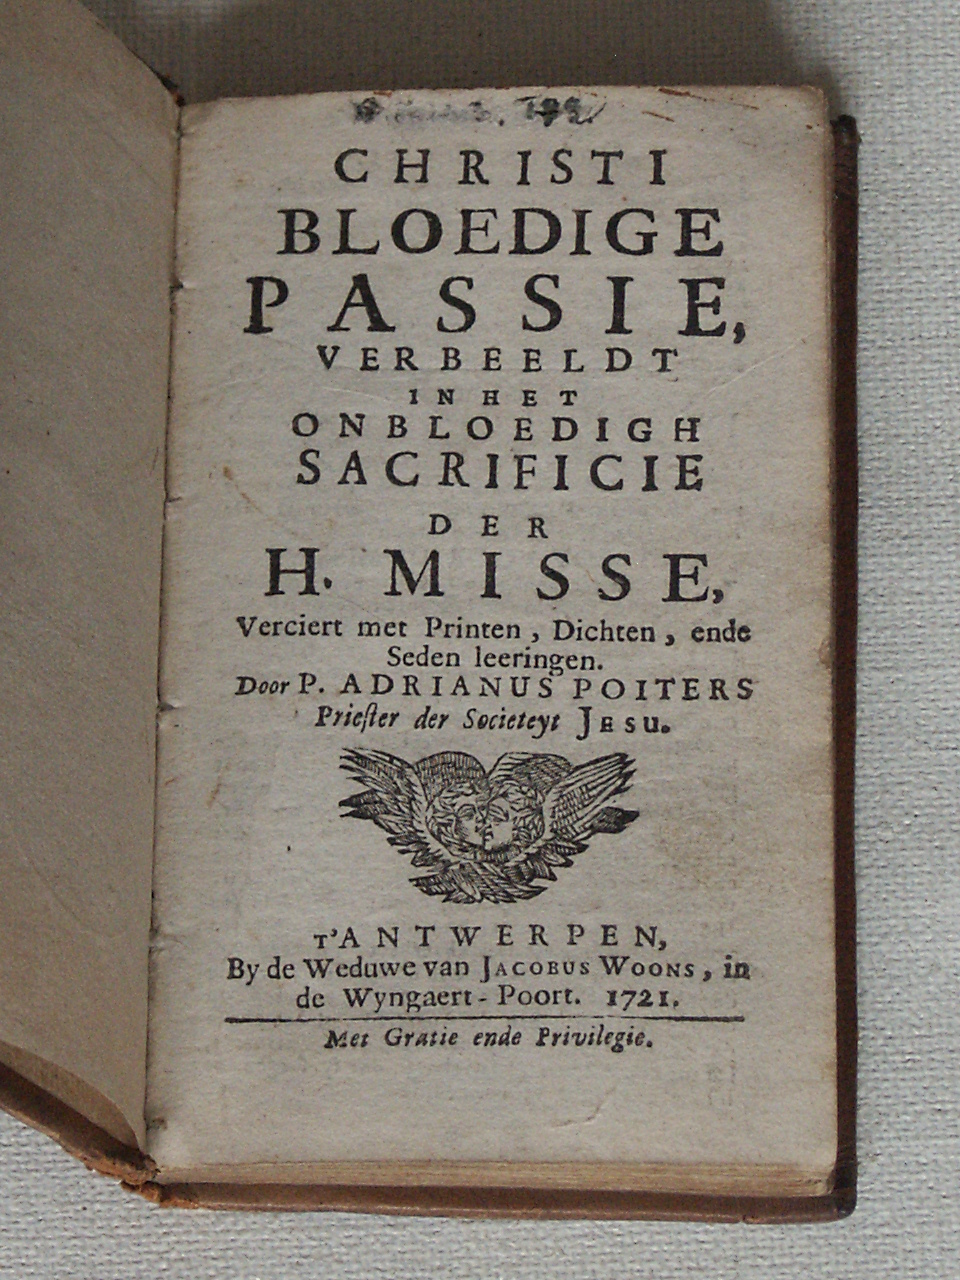 CHRISTI
BLOEDIGE
PASSIE,
VERBEELDT
IN HET
ONBLOEDIGH
SACRIFICIE
DER
H. MISSE,
Verciert met Printen, Dichten, ende
Seden leeringen.
Door P. ADRIANUS POITERS
Priester der Societeyt JESU.
T'ANTWERPEN,
By de Weduwe van JACOBUS WOONS, in
de Wyngaert-Poort. 1721.
Met Gratie ende Privilegie.